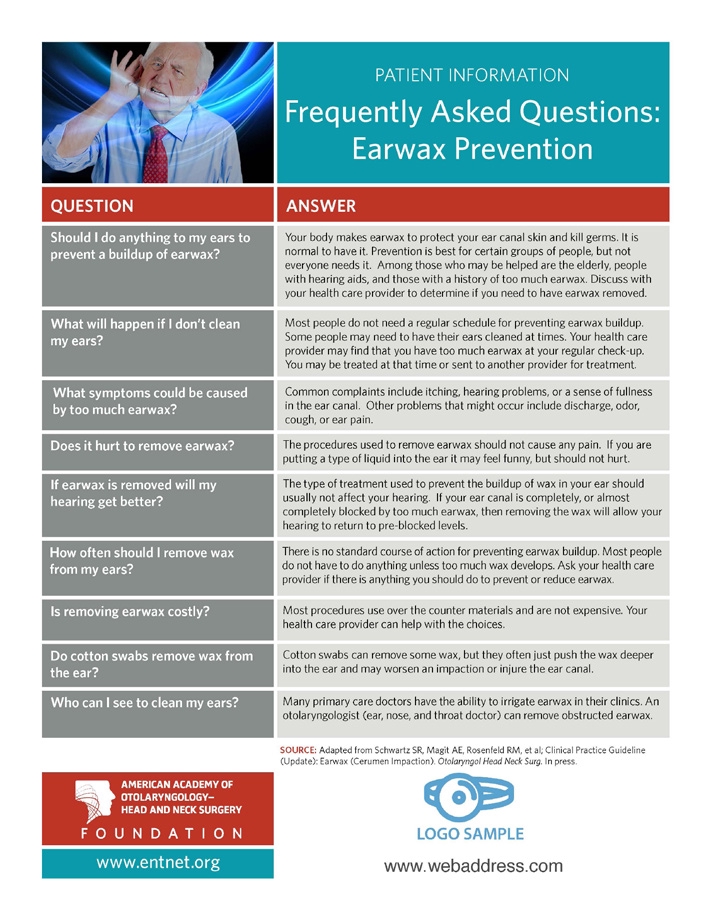 PATIENT INFORMATION
Frequently Asked Questions:
Earwax Prevention
QUESTION
ANSWER
Should I do anything to my ears to
prevent a buildup of earwax?
Your body makes earwax to protect your ear canal skin and kill germs. It is
normal to have it. Prevention is best for certain groups of people, but not
everyone needs it. Among those who may be helped are the elderly, people
with hearing aids, and those with a history of too much earwax. Discuss with
your health care provider to determine if you need to have earwax removed.
What will happen if I don't clean
my ears?
Most people do not need a regular schedule for preventing earwax buildup.
Some people may need to have their ears cleaned at times. Your health care
provider may find that you have too much earwax at your regular check-up.
You may be treated at that time or sent to another provider for treatment.
What symptoms could be caused
by too much earwax?
Common complaints include itching, hearing problems, or a sense of fullness
in the ear canal. Other problems that might occur include discharge, odor,
cough, or ear pain.
Does it hurt to remove earwax?
The procedures used to remove earwax should not cause any pain. If you are
putting a type of liquid into the ear it may feel funny, but should not hurt.
If earwax is removed will my
hearing get better?
The type of treatment used to prevent the buildup of wax in your ear should
usually not affect your hearing. If your ear canal is completely, or almost
completely blocked by too much earwax, then removing the wax will allow your
hearing to return to pre-blocked levels.
How often should I remove wax
from my ears?
There is no standard course of action for preventing earwax buildup. Most people
do not have to do anything unless too much wax develops. Ask your health care
provider if there is anything you should do to prevent or reduce earwax.
Is removing earwax costly?
Most procedures use over the counter materials and are not expensive. Your
health care provider can help with the choices.
Do cotton swabs remove wax from
the ear?
Cotton swabs can remove some wax, but they often just push the wax deeper
into the ear and may worsen an impaction or injure the ear canal.
Who can I see to clean my ears?
Many primary care doctors have the ability to irrigate earwax in their clinics. An
otolaryngologist (ear, nose, and throat doctor) can remove obstructed earwax.
SOURCE: Adapted from Schwartz SR, Magit AE, Rosenfeld RM, et al; Clinical Practice Guideline
(Update): Earwax (Cerumen Impaction). Otolaryngol Head Neck Surg. In press.
AMERICAN ACADEMY OF
OTOLARYNGOLOGY–
HEAD AND NECK SURGERY
FOUNDATION
www.entnet.org
LOGO SAMPLE
www.webaddress.com